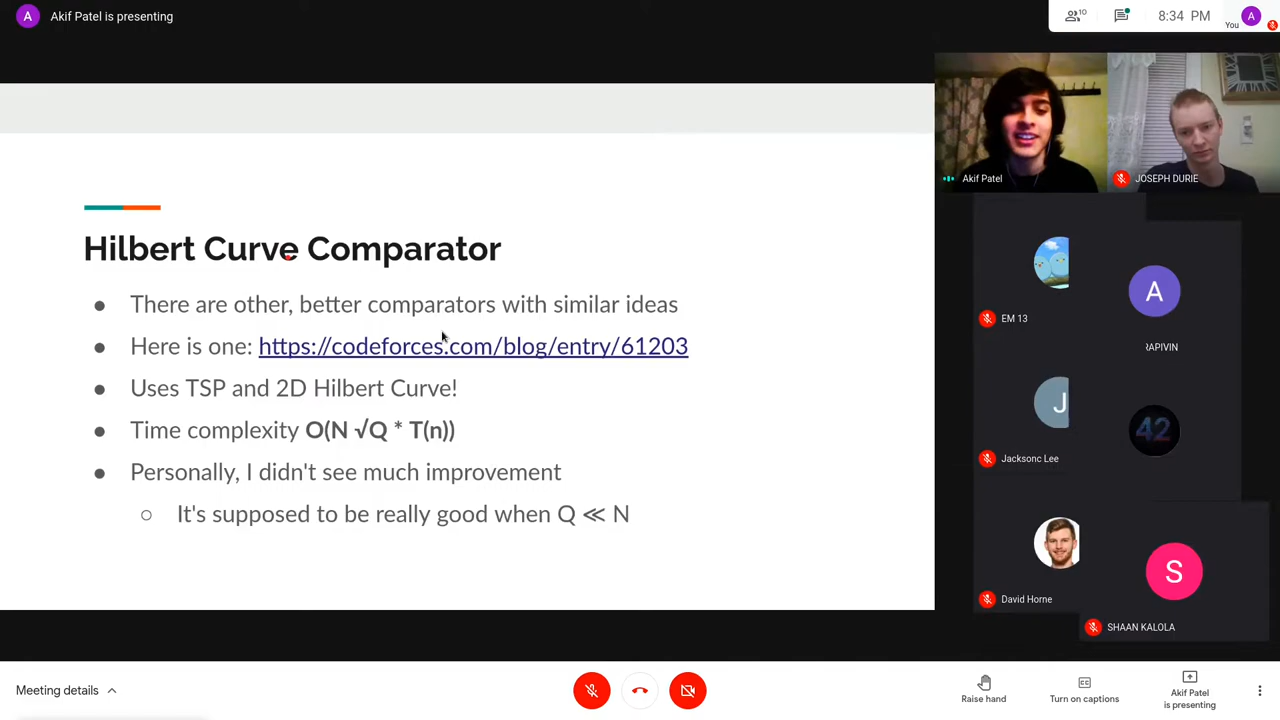 A Akif Patel is presenting
10
8:34 PM
You
A
Hilbert Curve Comparator
● There are other, better comparators with similar ideas
● Here is one: https://codeforces.com/blog/entry/61203
● Uses TSP and 2D Hilbert Curve!
● Time complexity O(N √Q * T(n))
● Personally, I didn't see much improvement
○ It's supposed to be really good when Q ≪ N
Akif Patel
JOSEPH DURIE
EM 13
A
RAPIVIN
J
42
Jacksonc Lee
David Horne
S
SHAAN KALOLA
Meeting details
Raise hand
CC
Turn on captions
Akif Patel
is presenting